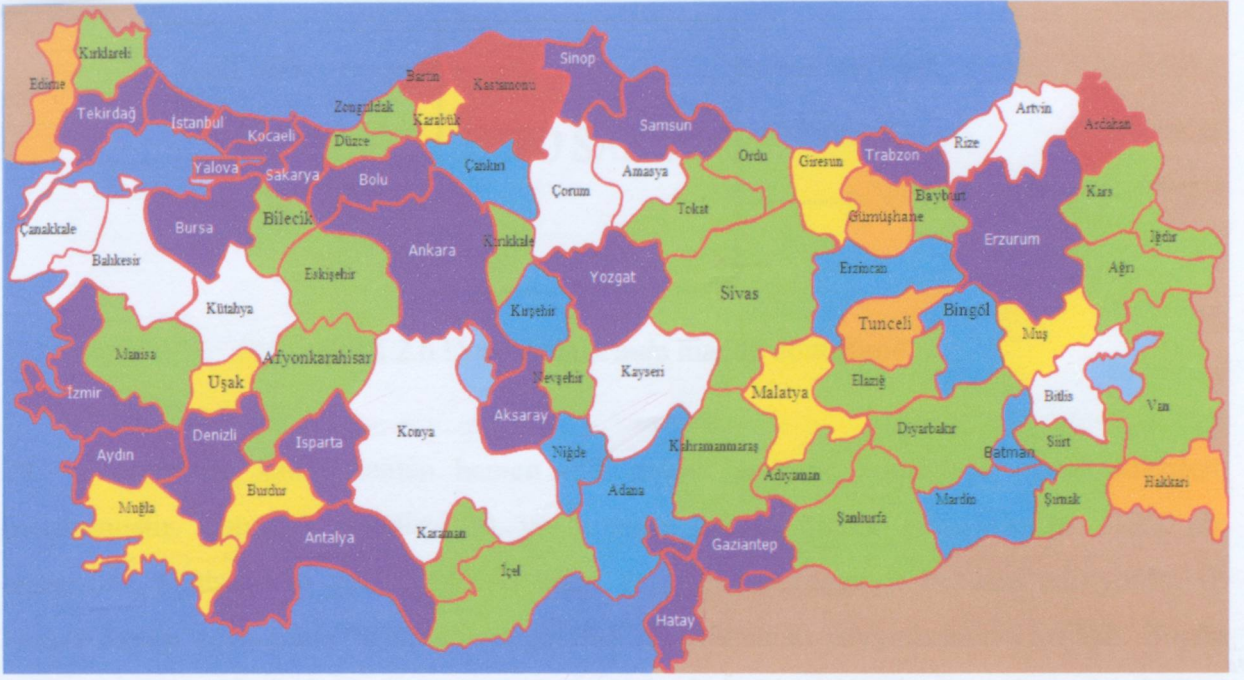 Kırklareli
Edirne
Tekirdağ
İstanbul
Kocaeli
Yalova
Sakarya
Düzce
Zonguldak
Bartın
Karabük
Kastamonu
Sinop
Samsun
Çankırı
Bolu
Çorum
Amasya
Tokat
Ordu
Giresun
Trabzon
Gümüşhane
Bayburt
Rize
Artvin
Ardahan
Kars
Iğdır
Ağrı
Erzurum
Erzincan
Çanakkale
Balıkesir
Bursa
Bilecik
Eskişehir
Kütahya
Ankara
Kırıkkale
Kırşehir
Yozgat
Sivas
Tunceli
Bingöl
Muş
Bitlis
Van
Manisa
İzmir
Uşak
Afyonkarahisar
Konya
Aksaray
Nevşehir
Kayseri
Malatya
Elazığ
Diyarbakır
Batman
Siirt
Hakkari
Şırnak
Mardin
Aydın
Denizli
Isparta
Burdur
Muğla
Antalya
Karaman
İçel
Niğde
Adana
Kahramanmaraş
Adıyaman
Şanlıurfa
Gaziantep
Hatay